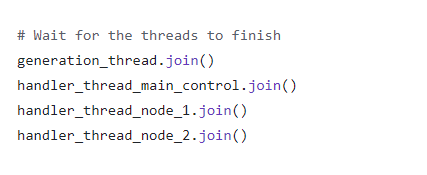 # Wait for the threads to finish
generation_thread.join()
handler_thread_main_control.join()
handler_thread_node_1.join()
handler_thread_node_2.join()